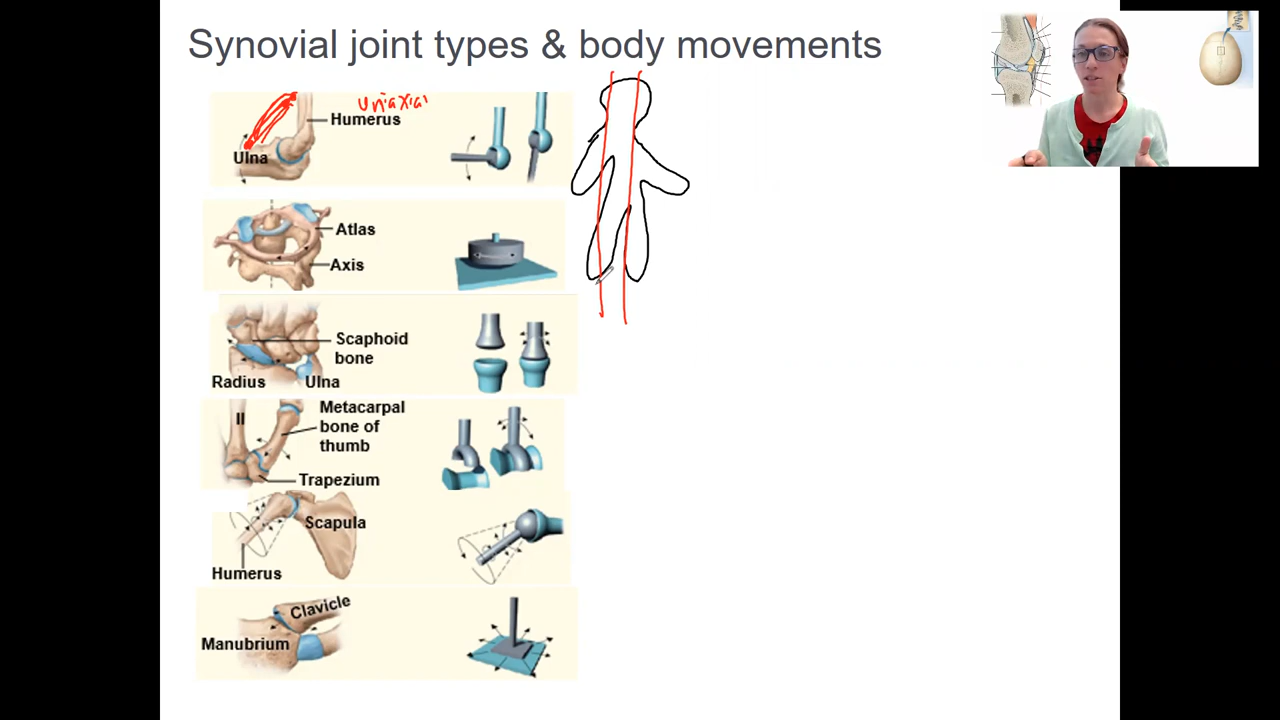 Synovial joint types & body movements
uniaxial
Humerus
Ulna
Atlas
Axis
Scaphoid
bone
Radius Ulna
II
Metacarpal
bone of
thumb
Trapezium
Scapula
Humerus
Clavicle
Manubrium